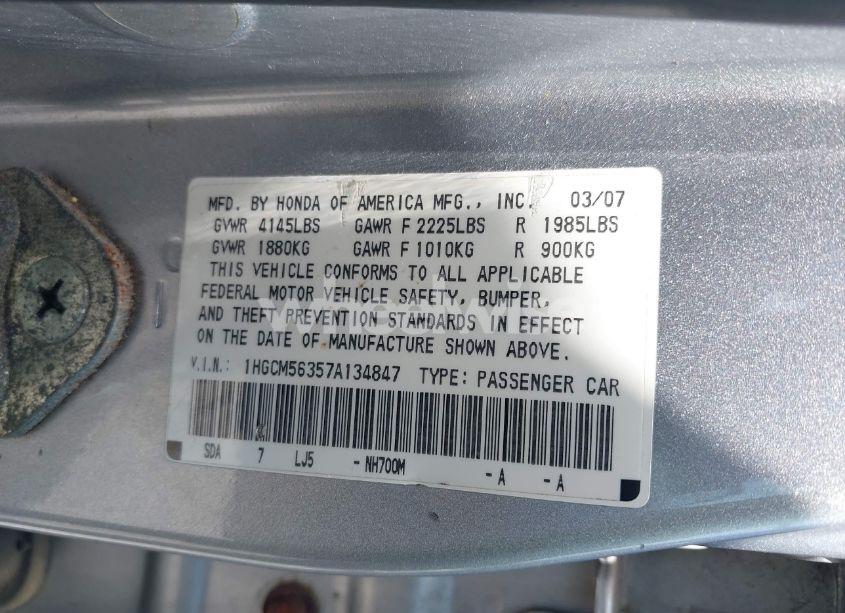 MFD. BY HONDA OF AMERICA MFG., INC. 03/07
GVWR 4145LBS GAWR F 2225LBS R 1985LBS
GVWR 1880KG GAWR F 1010KG R 900KG
THIS VEHICLE CONFORMS TO ALL APPLICABLE
FEDERAL MOTOR VEHICLE SAFETY, BUMPER,
AND THEFT PREVENTION STANDARDS IN EFFECT
ON THE DATE OF MANUFACTURE SHOWN ABOVE.
V.I.N.: 1HGCM56357A134847 TYPE: PASSENGER CAR
SDA 7 LJ5 -NH700M -A -A